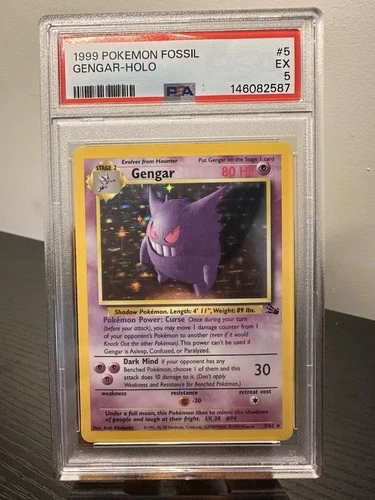 1999 POKEMON FOSSIL #5
GENGAR-HOLO EX
5
PSA 146082587
Evolves from Haunter Put Gengar on the Stage 1 card
STAGE 2 Gengar 80 HP
Shadow Pokémon. Length: 4' 11", Weight: 89 lbs.
Pokémon Power: Curse Once during your turn
(before your attack), you may move 1 damage counter from 1
of your opponent's Pokémon to another (even if it would
Knock Out the other Pokémon). This power can't be used if
Gengar is Asleep, Confused, or Paralyzed.
Dark Mind If your opponent has any
Benched Pokémon, choose 1 of them and this
attack does 10 damage to it. (Don't apply
Weakness and Resistance for Benched Pokémon.)
30
weakness resistance retreat cost
-30
Under a full moon, this Pokémon likes to mimic the shadows
of people and laugh at their fright. LV. 38 #94
5/62